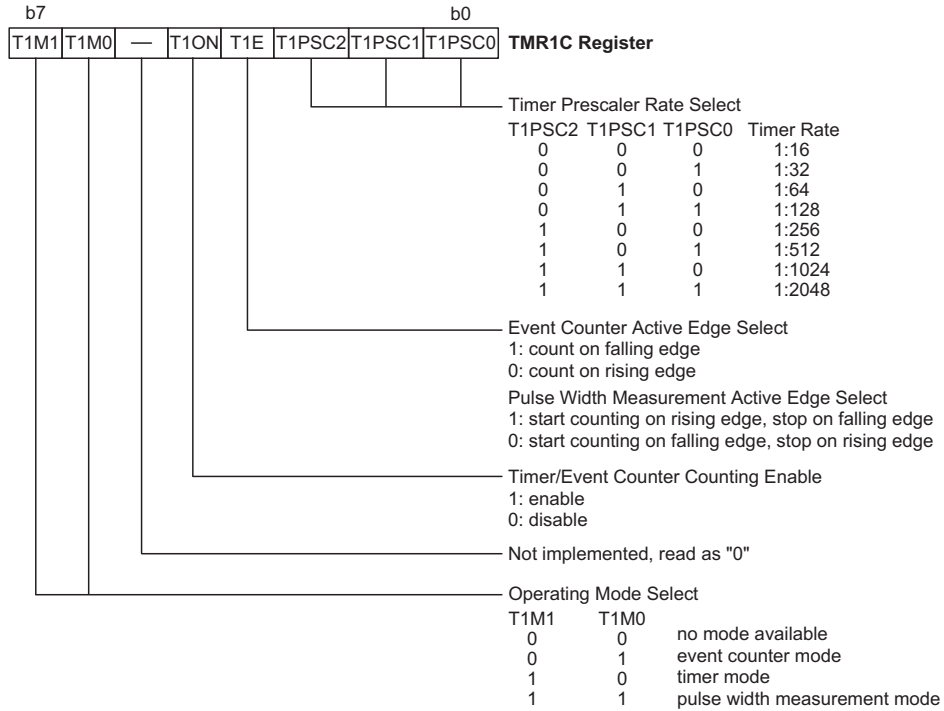 b7 b0
T1M1 T1M0 — T1ON T1E T1PSC2 T1PSC1 T1PSC0 TMR1C Register
Timer Prescaler Rate Select
T1PSC2 T1PSC1 T1PSC0 Timer Rate
0 0 0 1:16
0 0 1 1:32
0 1 0 1:64
0 1 1 1:128
1 0 0 1:256
1 0 1 1:512
1 1 0 1:1024
1 1 1 1:2048
Event Counter Active Edge Select
1: count on falling edge
0: count on rising edge
Pulse Width Measurement Active Edge Select
1: start counting on rising edge, stop on falling edge
0: start counting on falling edge, stop on rising edge
Timer/Event Counter Counting Enable
1: enable
0: disable
Not implemented, read as "0"
Operating Mode Select
T1M1 T1M0
0 0 no mode available
0 1 event counter mode
1 0 timer mode
1 1 pulse width measurement mode